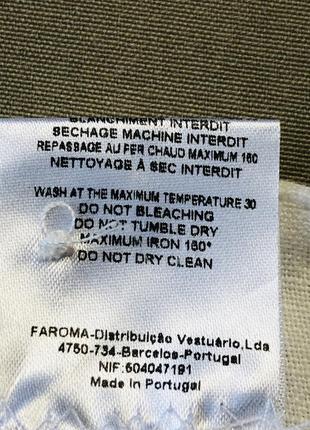 BLANCHIMENT INTERDIT
SECHAGE MACHINE INTERDIT
REPASSAGE AU FER CHAUD MAXIMUM 160
NETTOYAGE À SEC INTERDIT
WASH AT THE MAXIMUM TEMPERATURE 30
DO NOT BLEACHING
DO NOT TUMBLE DRY
MAXIMUM IRON 160°
DO NOT DRY CLEAN
FAROMA-Distribuição Vestuário,Lda
4750-734-Barcelos-Portugal
NIF:504047191
Made in Portugal